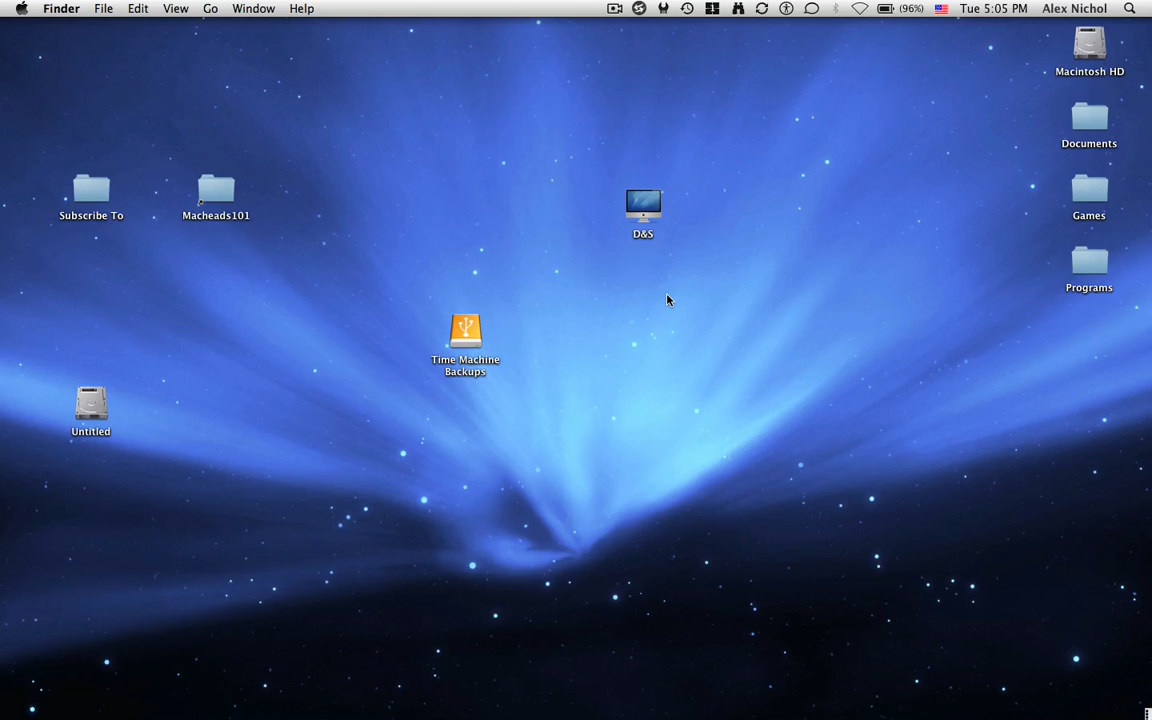 Finder File Edit View Go Window Help (96%) Tue 5:05 PM Alex Nichol
Macintosh HD
Documents
Subscribe To
Macheads101
Games
D&S
Programs
Time Machine
Backups
Untitled